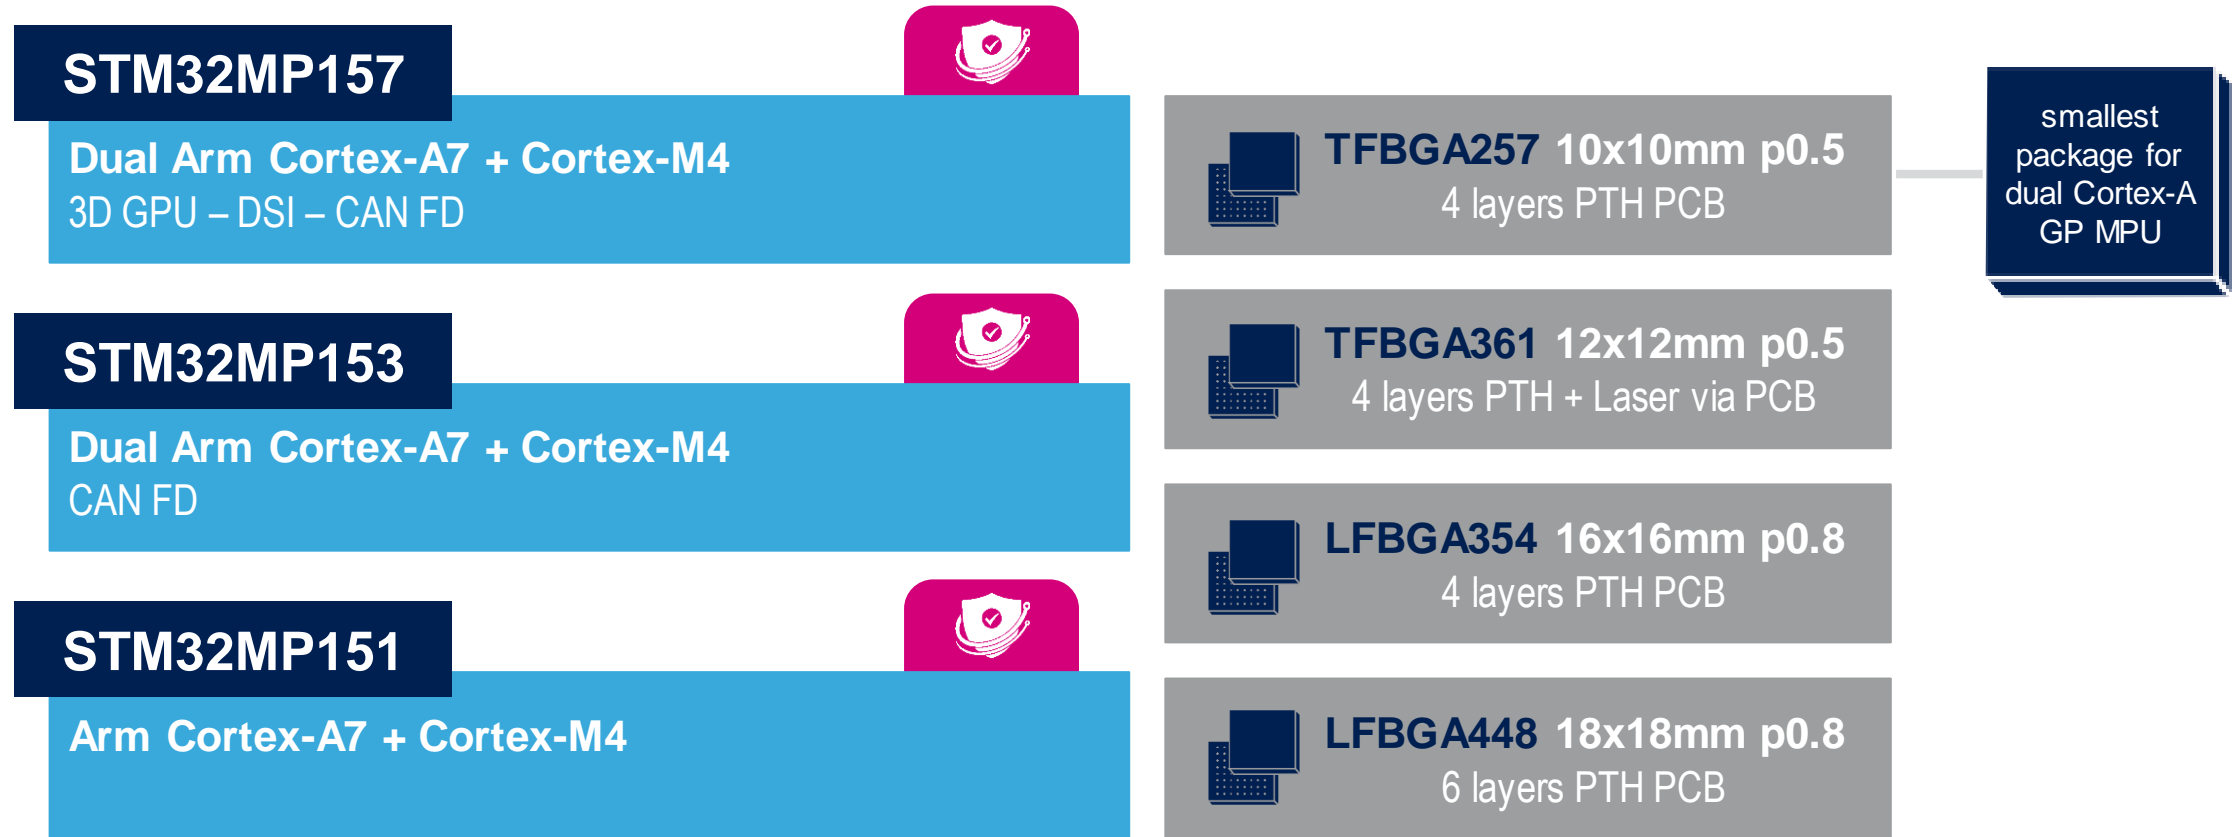 STM32MP157
Dual Arm Cortex-A7 + Cortex-M4
3D GPU – DSI – CAN FD
STM32MP153
Dual Arm Cortex-A7 + Cortex-M4
CAN FD
STM32MP151
Arm Cortex-A7 + Cortex-M4
TFBGA257 10x10mm p0.5
4 layers PTH PCB
TFBGA361 12x12mm p0.5
4 layers PTH + Laser via PCB
LFBGA354 16x16mm p0.8
4 layers PTH PCB
LFBGA448 18x18mm p0.8
6 layers PTH PCB
smallest
package for
dual Cortex-A
GP MPU